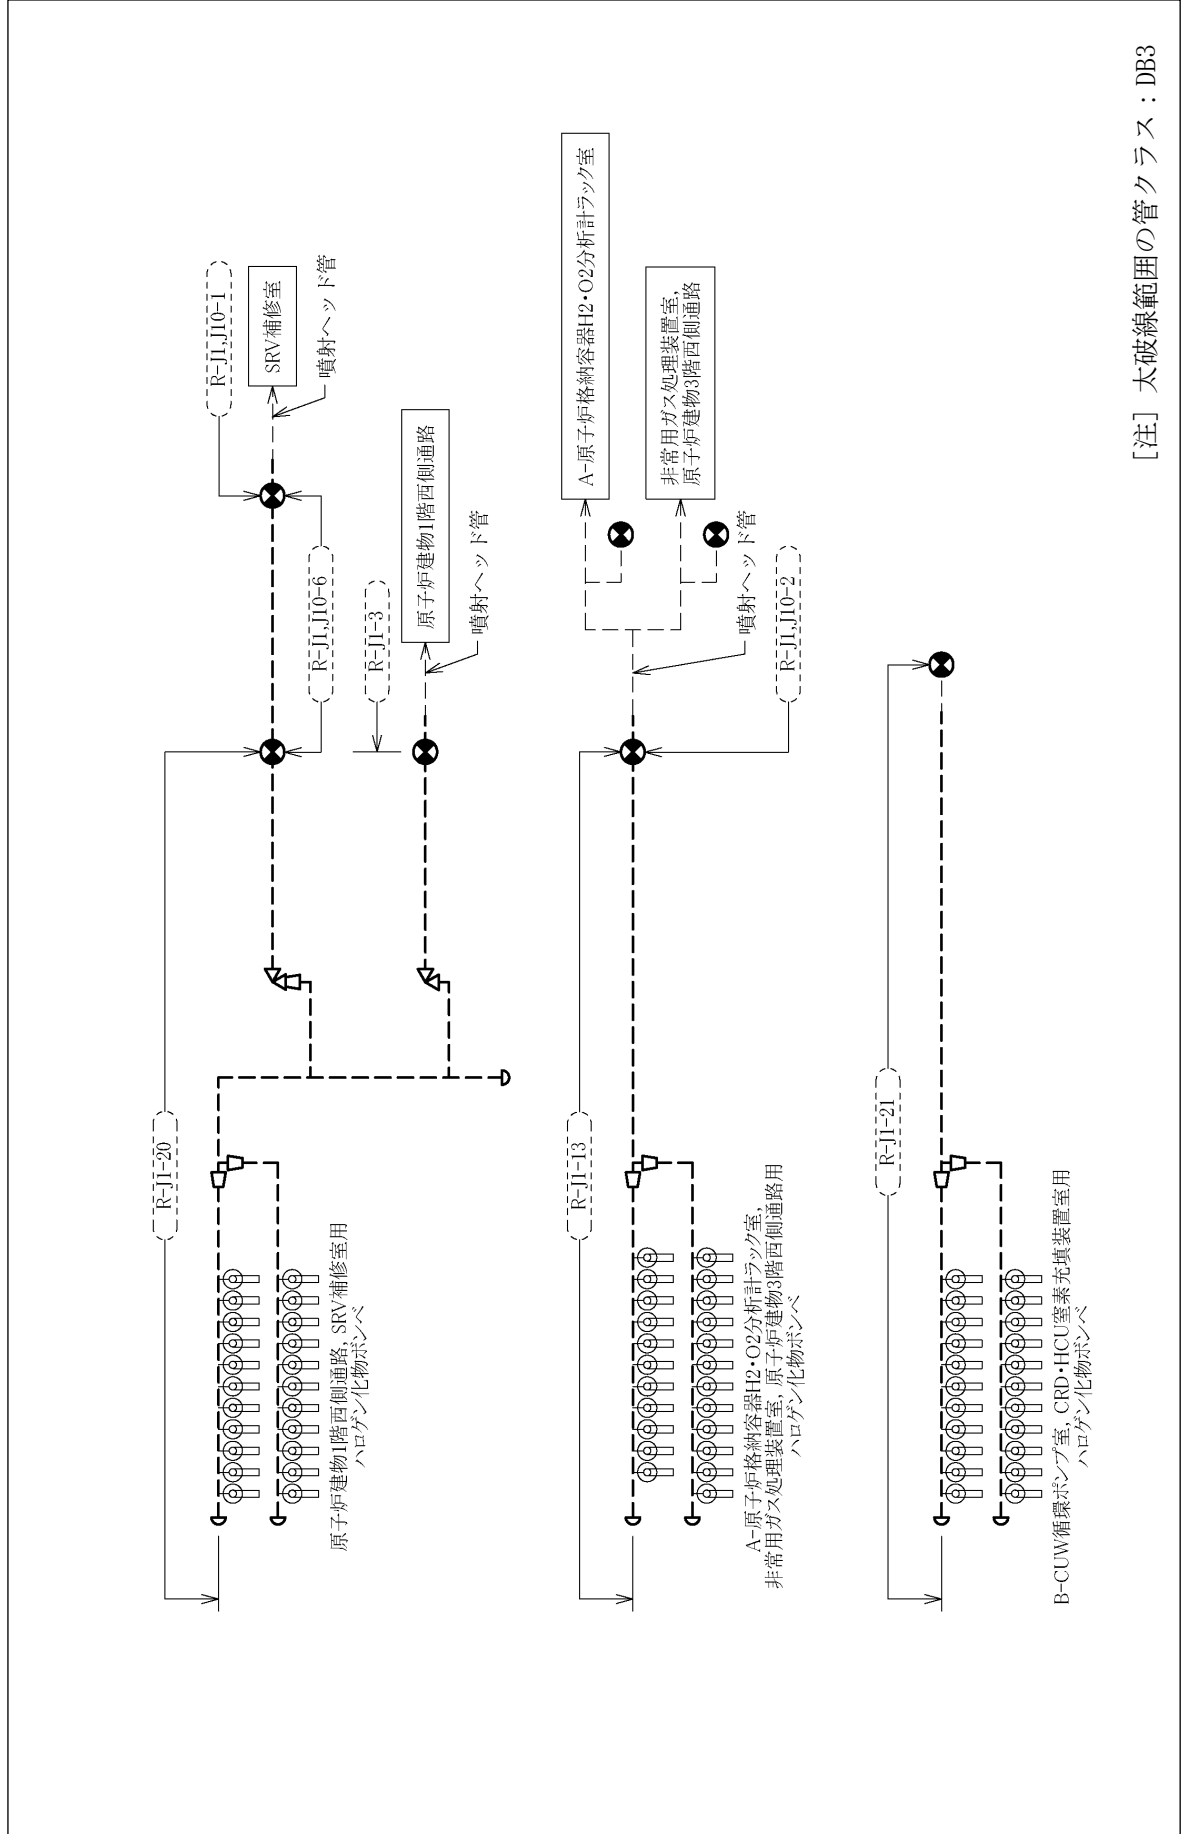 R-J1-20
R-J1,J10-1
SRV補修室
噴射ヘッド管
R-J1,J10-6
R-J1-3
原子炉建物1階西側通路
噴射ヘッド管
原子炉建物1階西側通路, SRV補修室用
ハロゲン化物ボンベ
R-J1-13
A-原子炉格納容器H2・O2分析計ラック室
非常用ガス処理装置室,
原子炉建物3階西側通路
噴射ヘッド管
R-J1,J10-2
A-原子炉格納容器H2・O2分析計ラック室,
非常用ガス処理装置室, 原子炉建物3階西側通路用
ハロゲン化物ボンベ
R-J1-21
B-CUW循環ポンプ室, CRD・HCU窒素充填装置室用
ハロゲン化物ボンベ
[注] 太破線範囲の管クラス：DB3